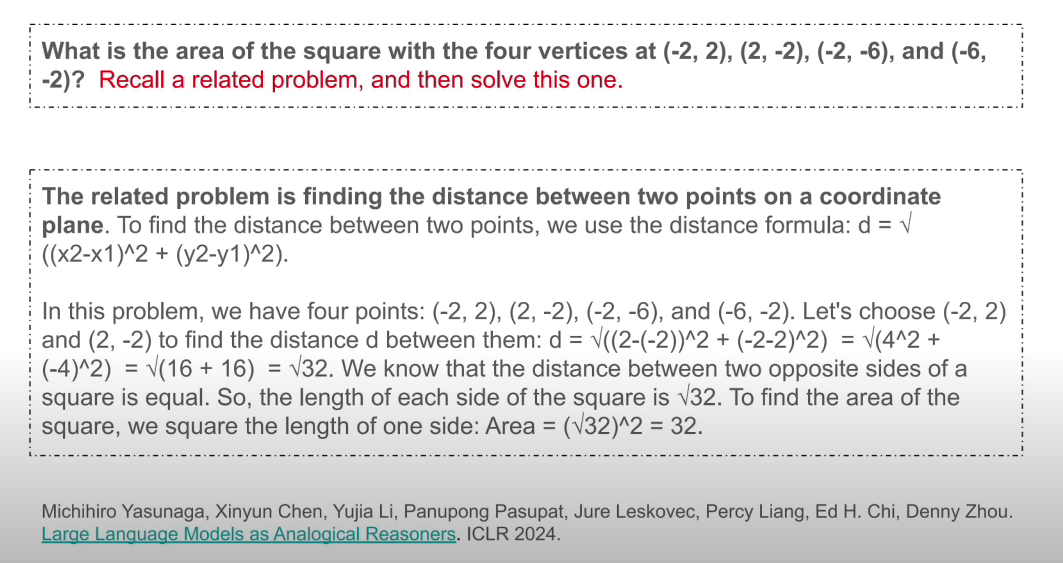 What is the area of the square with the four vertices at (-2, 2), (2, -2), (-2, -6), and (-6,
-2)? Recall a related problem, and then solve this one.
The related problem is finding the distance between two points on a coordinate
plane. To find the distance between two points, we use the distance formula: d = √
((x2-x1)^2 + (y2-y1)^2).
In this problem, we have four points: (-2, 2), (2, -2), (-2, -6), and (-6, -2). Let's choose (-2, 2)
and (2, -2) to find the distance d between them: d = √((2-(-2))^2 + (-2-2)^2) = √(4^2 +
(-4)^2) = √(16 + 16) = √32. We know that the distance between two opposite sides of a
square is equal. So, the length of each side of the square is √32. To find the area of the
square, we square the length of one side: Area = (√32)^2 = 32.
Michihiro Yasunaga, Xinyun Chen, Yujia Li, Panupong Pasupat, Jure Leskovec, Percy Liang, Ed H. Chi, Denny Zhou.
Large Language Models as Analogical Reasoners. ICLR 2024.